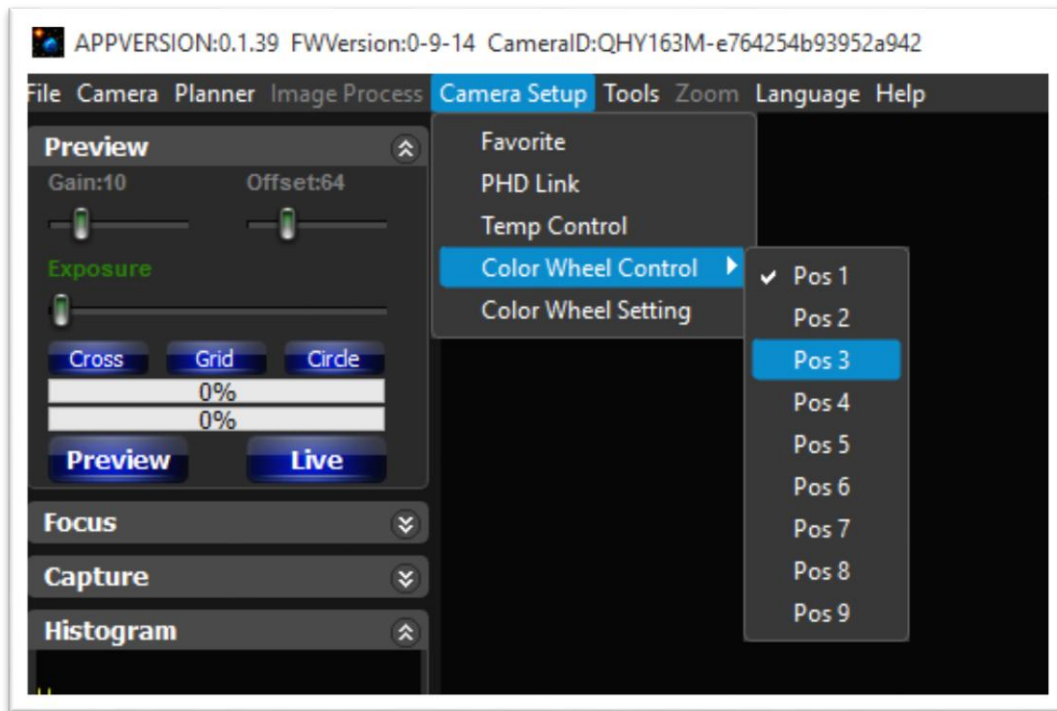 APPVERSION:0.1.39 FWVersion:0-9-14 CameraID:QHY163M-e764254b93952a942
File Camera Planner Image Process Camera Setup Tools Zoom Language Help
Preview
Gain:10 Offset:64
Exposure
Cross Grid Circle
0%
0%
Preview Live
Focus
Capture
Histogram
Favorite
PHD Link
Temp Control
Color Wheel Control
Color Wheel Setting
Pos 1
Pos 2
Pos 3
Pos 4
Pos 5
Pos 6
Pos 7
Pos 8
Pos 9